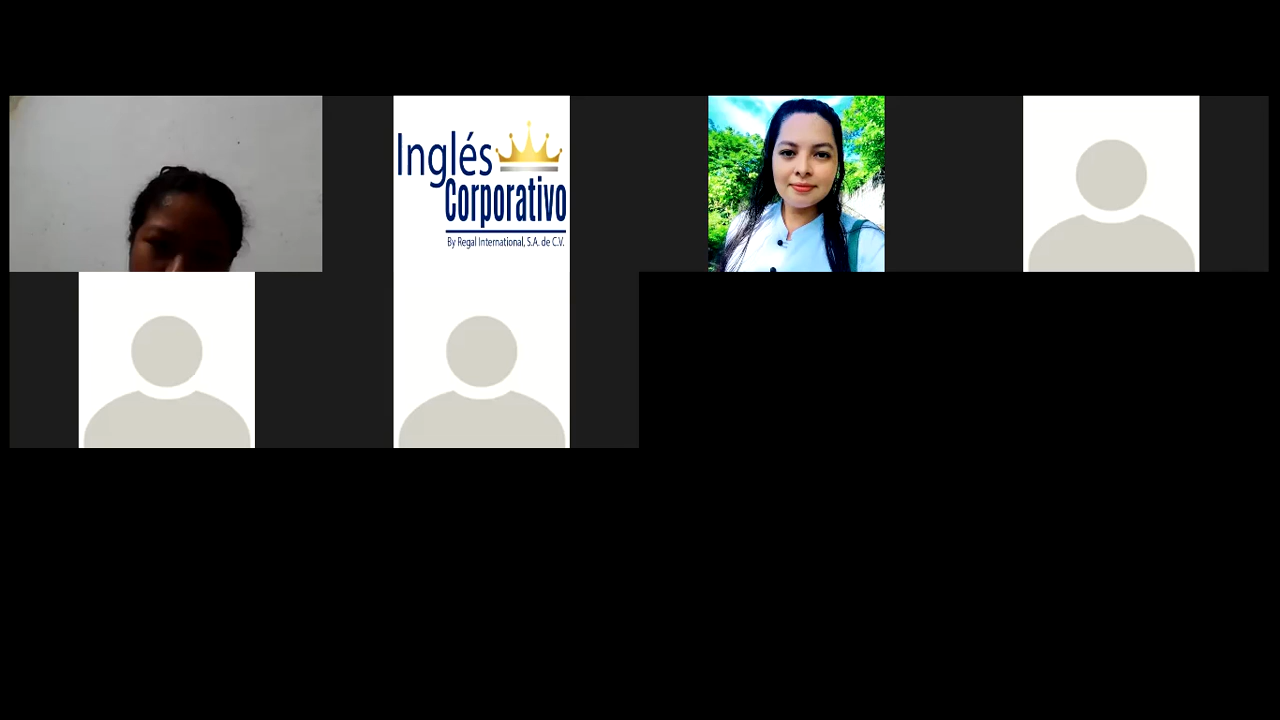 Inglés
Corporativo
By Regal International, S.A. de C.V.